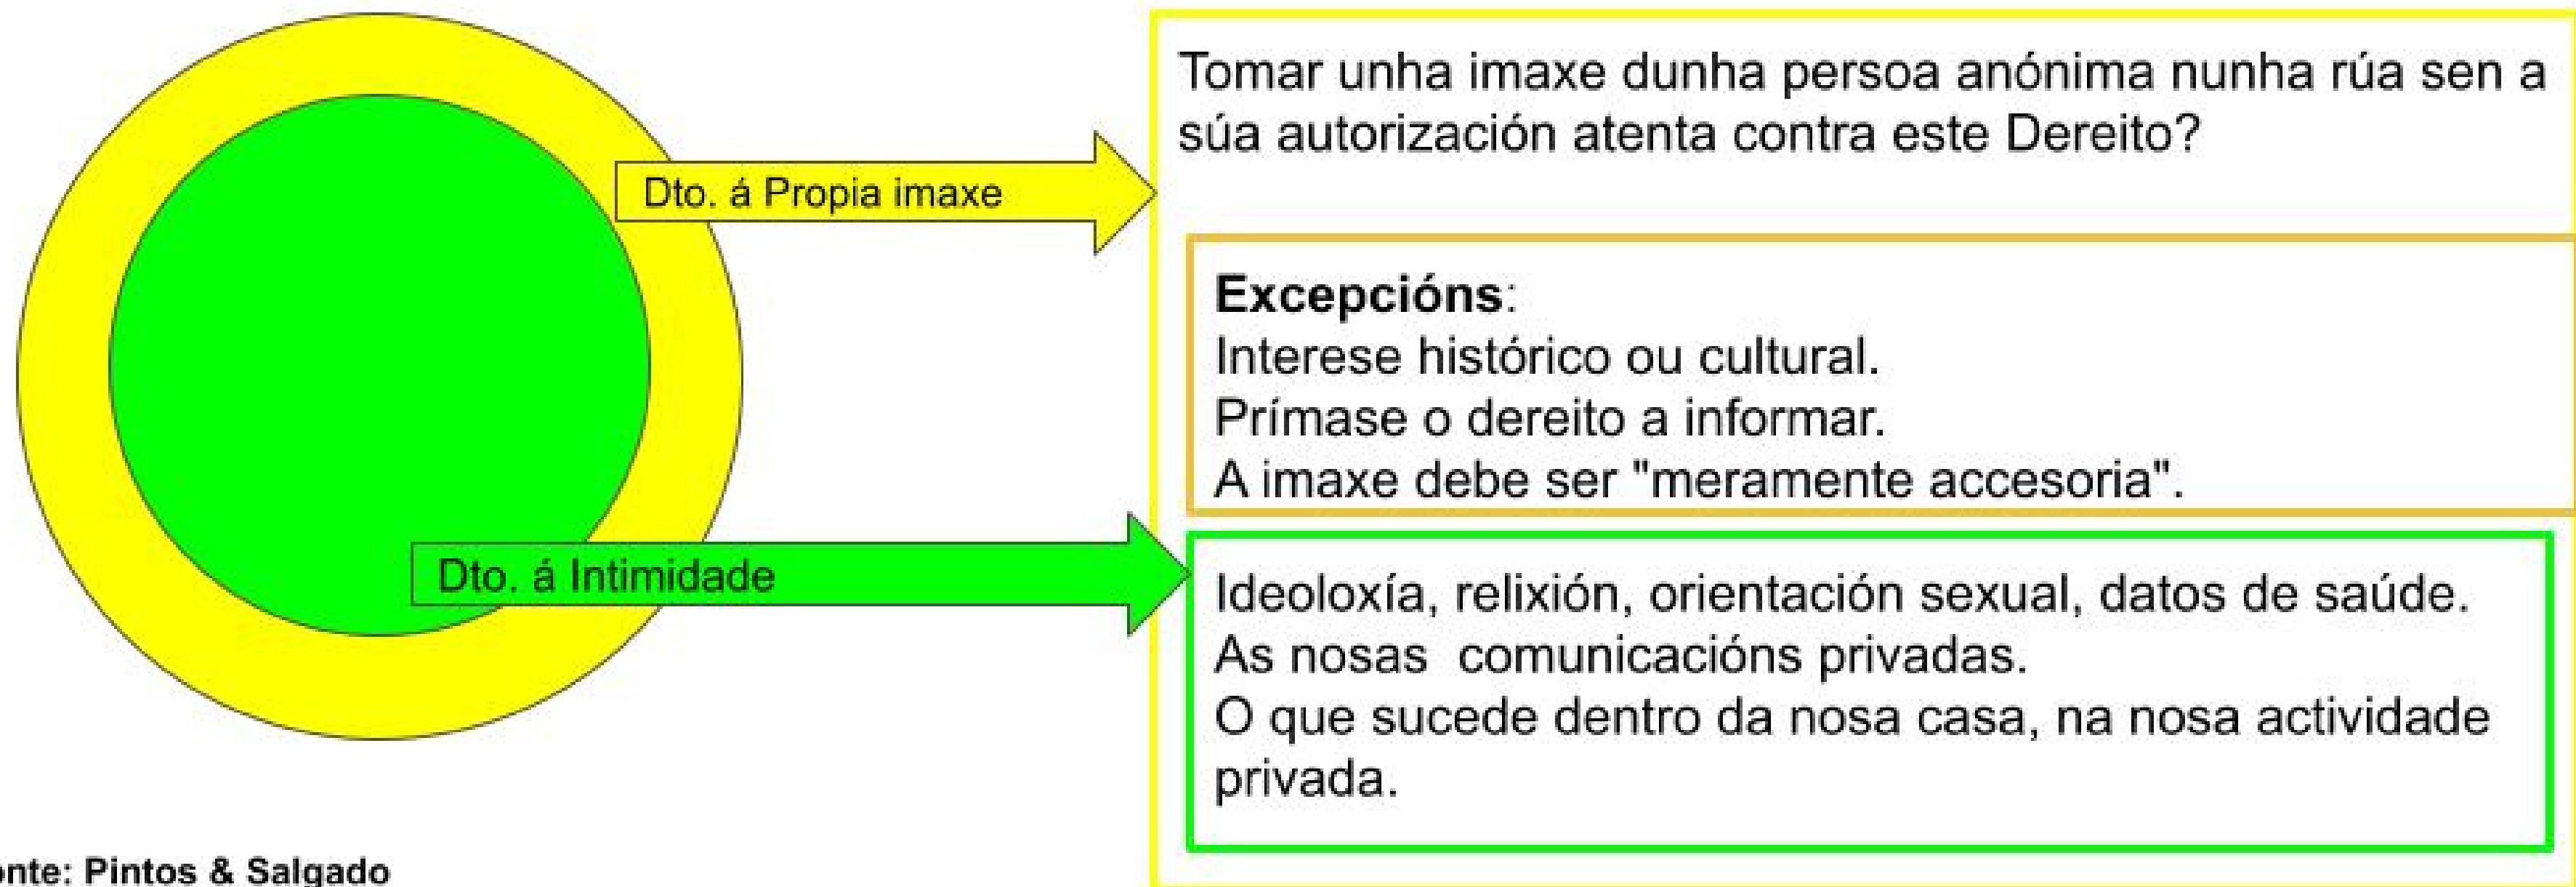 Tomar unha imaxe dunha persoa anónima nunha rúa sen a
súa autorización atenta contra este Dereito?
Dto. á Propia imaxe
Excepcións:
Interese histórico ou cultural.
Prímase o dereito a informar.
A imaxe debe ser "meramente accesoria".
Dto. á Intimidade
Ideoloxía, relixión, orientación sexual, datos de saúde.
As nosas  comunicacións privadas.
O que sucede dentro da nosa casa, na nosa actividade
privada.
onte: Pintos & Salgado